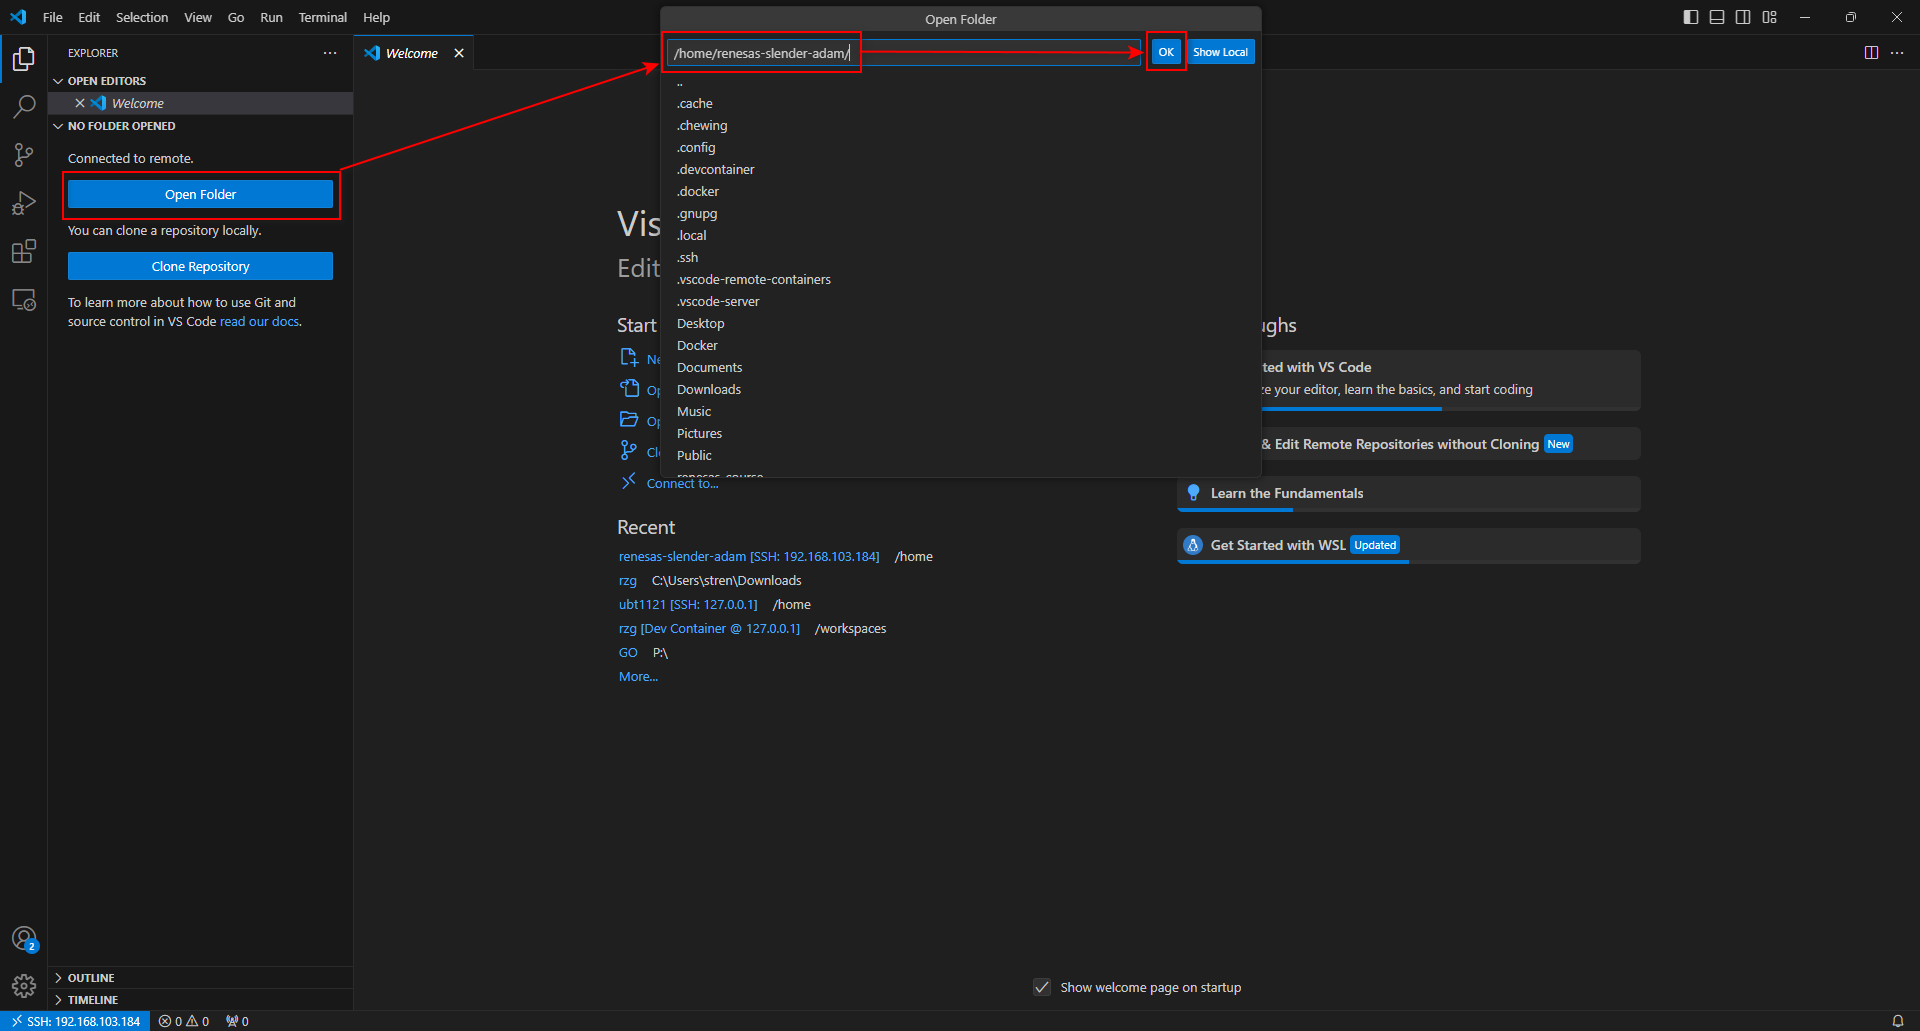 File Edit Selection View Go Run Terminal Help
Open Folder
EXPLORER
Welcome
/home/renesas-slender-adam/
OK
Show Local
OPEN EDITORS
Welcome
NO FOLDER OPENED
Connected to remote.
Open Folder
You can clone a repository locally.
Clone Repository
To learn more about how to use Git and
source control in VS Code read our docs.
..
.cache
.chewing
.config
.devcontainer
.docker
.gnupg
.local
.ssh
.vscode-remote-containers
.vscode-server
Desktop
Docker
Documents
Downloads
Music
Pictures
Public
renesas-course
Vis
Edit
Start
Ne
Op
Op
Cl
Connect to...
Recent
renesas-slender-adam [SSH: 192.168.103.184] /home
rzg C:\Users\stren\Downloads
ubt1121 [SSH: 127.0.0.1] /home
rzg [Dev Container @ 127.0.0.1] /workspaces
GO P:\
More...
ughs
ted with VS Code
ze your editor, learn the basics, and start coding
& Edit Remote Repositories without Cloning New
Learn the Fundamentals
Get Started with WSL Updated
Show welcome page on startup
2
OUTLINE
TIMELINE
SSH: 192.168.103.184 0 0 0